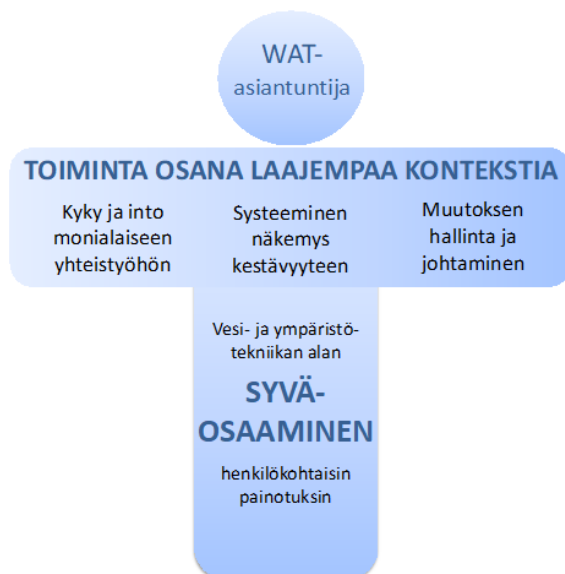 WAT-
asiantuntija
TOIMINTA OSANA LAAJEMPAA KONTEKSTIA
Kyky ja into
monialaiseen
yhteistyöhön
Systeeminen
näkemys
kestävyyteen
Muutoksen
hallinta ja
johtaminen
Vesi- ja ympäristö-
tekniikan alan
SYVÄ-
OSAAMINEN
henkilökohtaisin
painotuksin